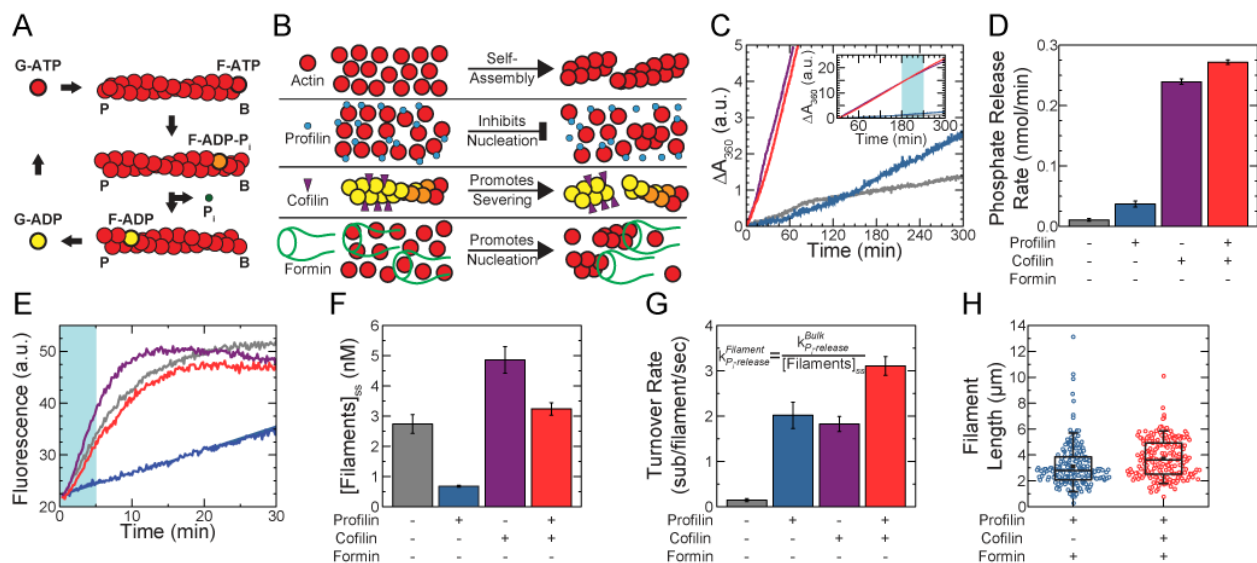 A
G-ATP
F-ATP
P
B
F-ADP-Pi
P
B
Pi
G-ADP
F-ADP
P
B
B
Actin
Self-
Assembly
Profilin
Inhibits
Nucleation
Cofilin
Promotes
Severing
Formin
Promotes
Nucleation
C
ΔA360 (a.u.)
5
4
3
2
1
0
0 60 120 180 240 300
Time (min)
ΔA360 (a.u.)
20
10
0
60 120 180 240 300
Time (min)
D
Phosphate Release
Rate (nmol/min)
0.3
0.2
0.1
0.0
Profilin - + - +
Cofilin - - + +
Formin - - - -
E
Fluorescence (a.u.)
50
40
30
20
0 10 20 30
Time (min)
F
[Filaments]ss (nM)
6
5
4
3
2
1
0
Profilin - + - +
Cofilin - - + +
Formin - - - -
G
Turnover Rate
(sub/filament/sec)
4
3
2
1
0
k Filament Pi-release = k Bulk Pi-release / [Filaments]ss
Profilin - + - +
Cofilin - - + +
Formin - - - -
H
Filament
Length (μm)
14
12
10
8
6
4
2
0
Profilin + +
Cofilin - +
Formin + +